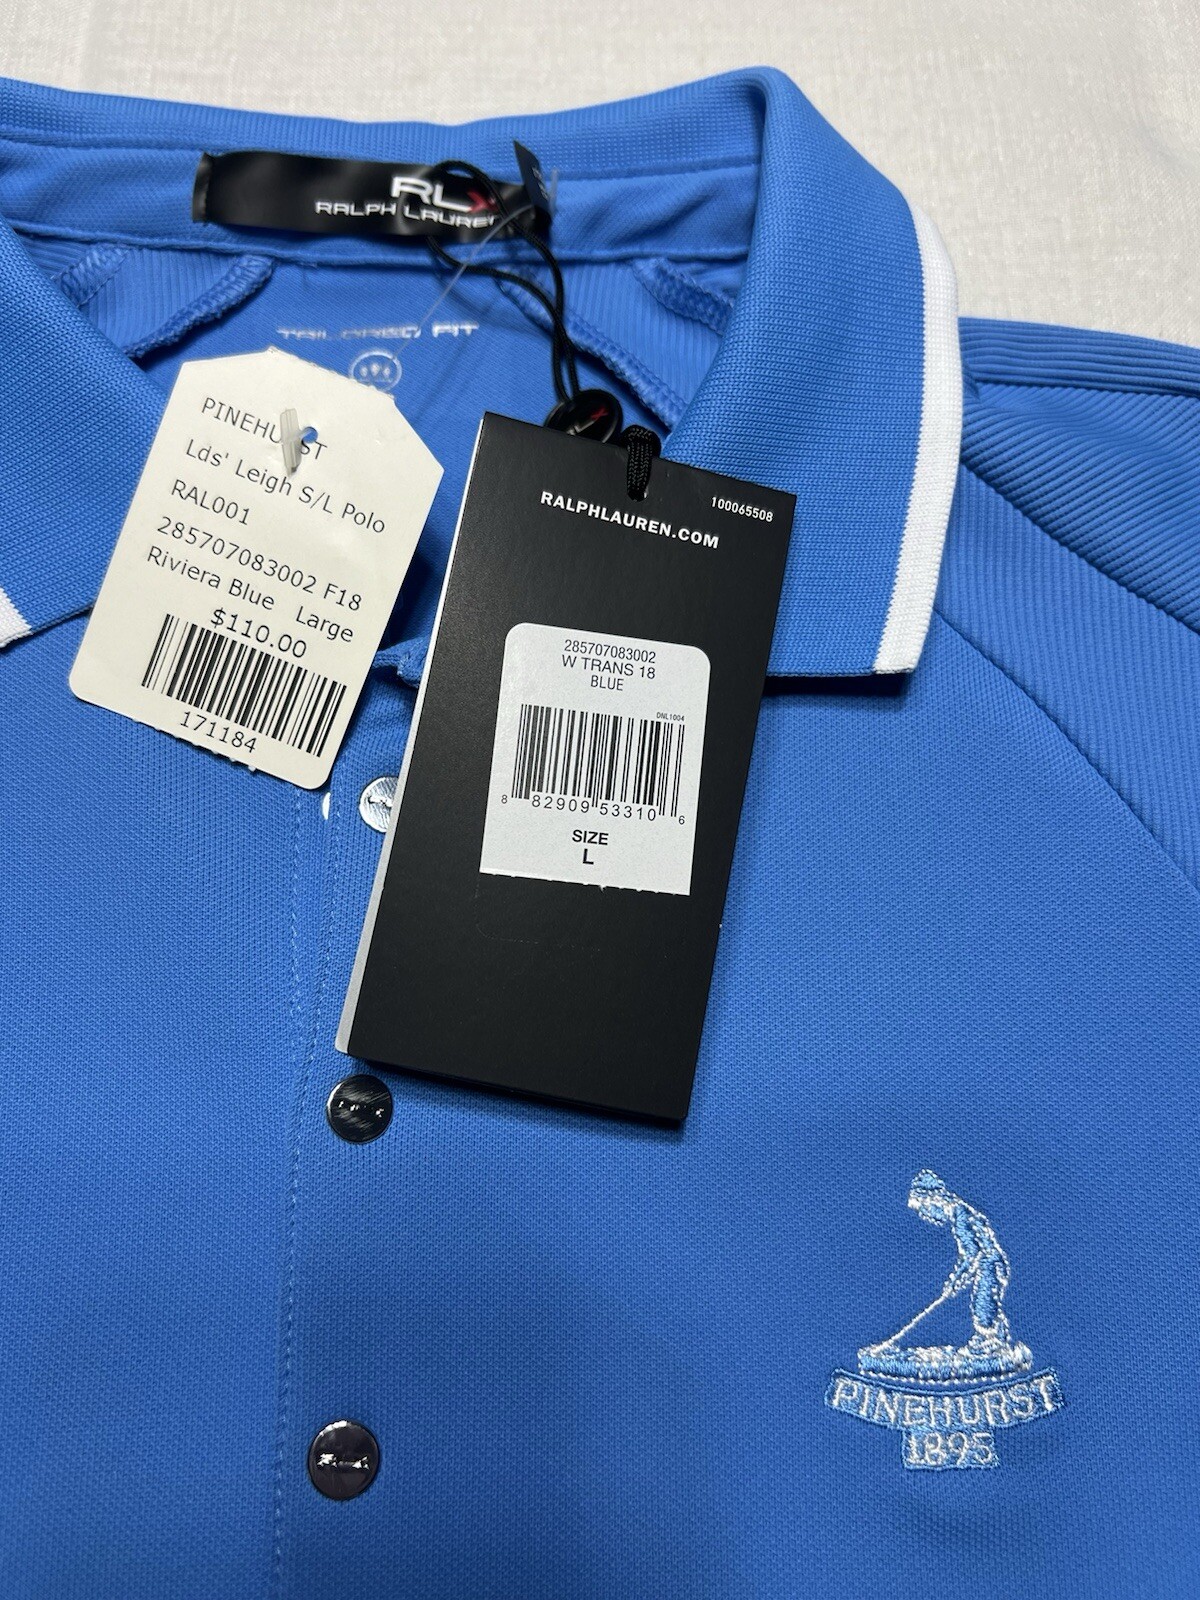 RLX
RALPH LAUREN
TAILORED FIT
PINEHURST
Lds' Leigh S/L Polo
RAL001
285707083002 F18
Riviera Blue Large
$110.00
171184
RALPHLAUREN.COM
100065508
285707083002
W TRANS 18
BLUE
DNL1004
8 82909 53310 6
SIZE
L
PINEHURST
1895